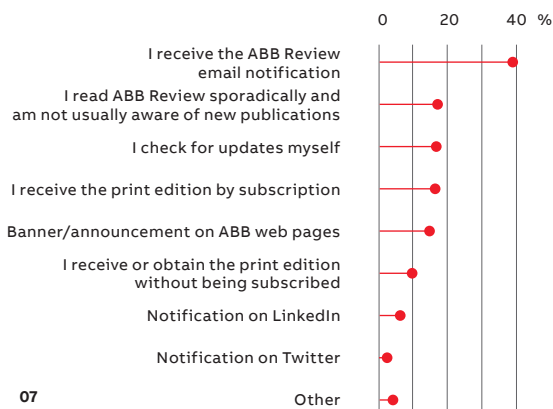 0 20 40 %
I receive the ABB Review
email notification
I read ABB Review sporadically and
am not usually aware of new publications
I check for updates myself
I receive the print edition by subscription
Banner/announcement on ABB web pages
I receive or obtain the print edition
without being subscribed
Notification on LinkedIn
Notification on Twitter
Other
07